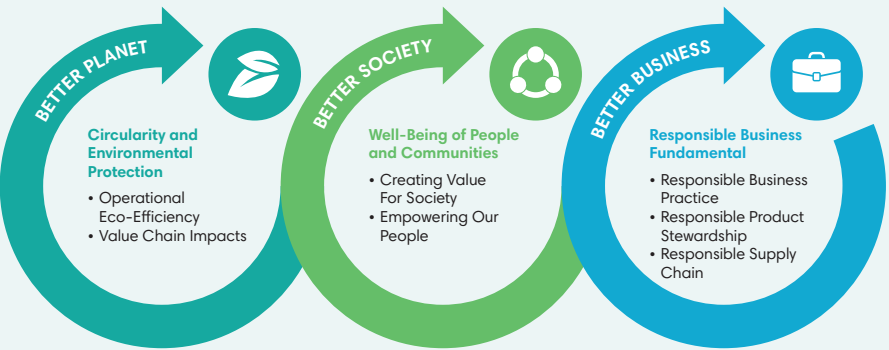 BETTER PLANET
Circularity and
Environmental
Protection
• Operational
Eco-Efficiency
• Value Chain Impacts
BETTER SOCIETY
Well-Being of People
and Communities
• Creating Value
For Society
• Empowering Our
People
BETTER BUSINESS
Responsible Business
Fundamental
• Responsible Business
Practice
• Responsible Product
Stewardship
• Responsible Supply
Chain